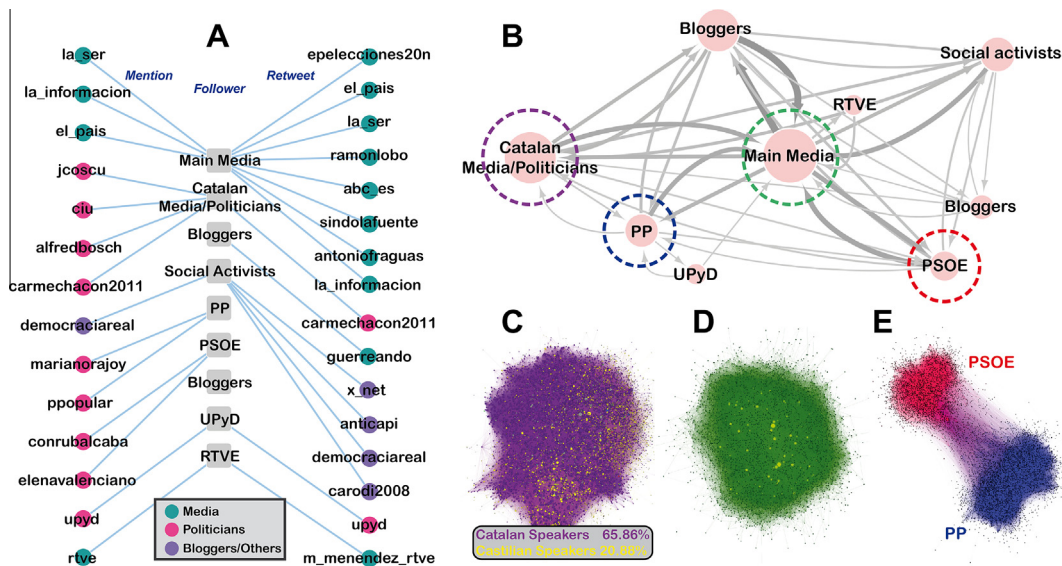 A
Mention
Follower
Retweet
la_ser
la_informacion
el_pais
jcoscu
ciu
alfredbosch
carmechacon2011
democraciareal
marianorajoy
ppopular
conrubalcaba
elenavalenciano
upyd
rtve
Main Media
Catalan
Media/Politicians
Bloggers
Social Activists
PP
PSOE
Bloggers
UPyD
RTVE
epelecciones20n
el_pais
la_ser
ramonlobo
abc_es
sindolafuente
antoniofraguas
la_informacion
carmechacon2011
guerreando
x_net
anticapi
democraciareal
carodi2008
upyd
m_menendez_rtve
Media
Politicians
Bloggers/Others
B
Bloggers
Social activists
RTVE
Catalan
Media/Politicians
Main Media
Bloggers
PP
UPyD
PSOE
C
Catalan Speakers 65.86%
Castilian Speakers 20.86%
D
E
PSOE
PP